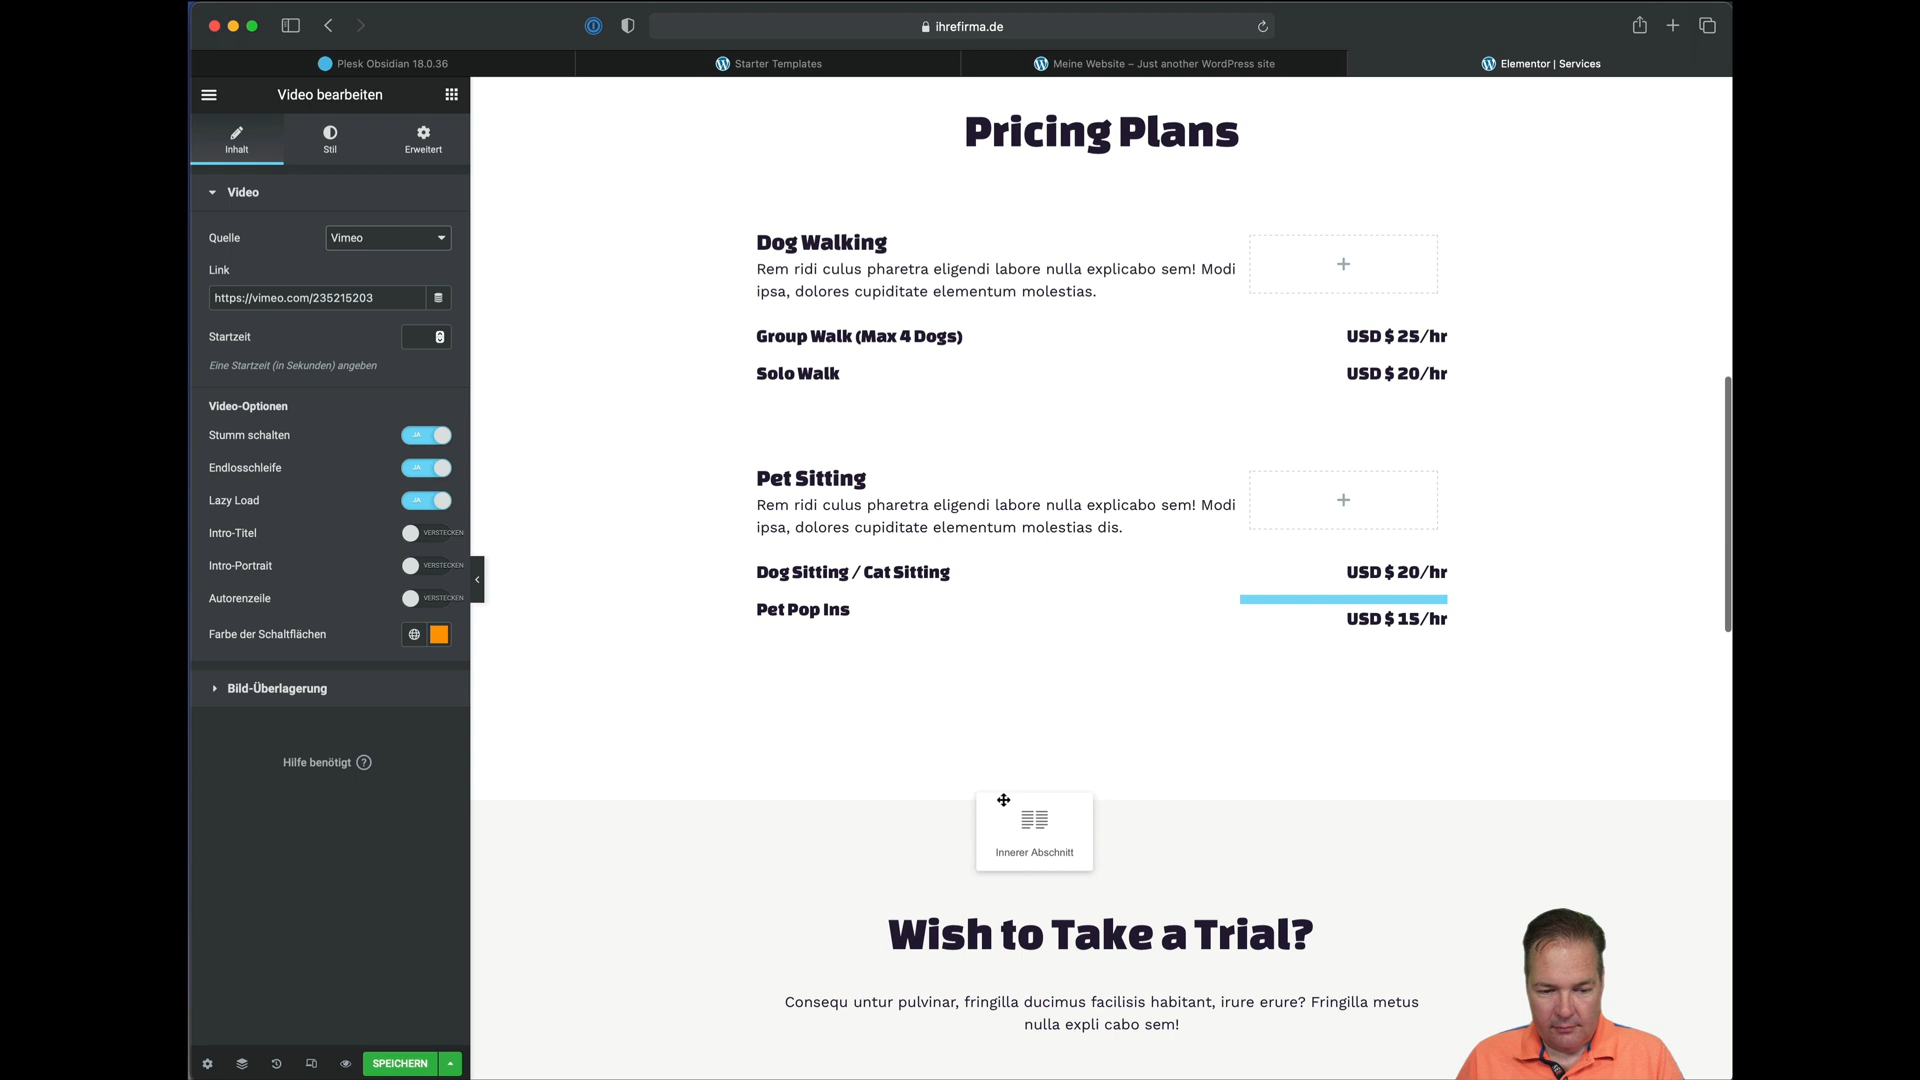 ihrefirma.de
Plesk Obsidian 18.0.36
Starter Templates
Meine Website – Just another WordPress site
Elementor | Services
Video bearbeiten
Inhalt
Stil
Erweitert
Video
Quelle
Vimeo
Link
https://vimeo.com/235215203
Startzeit
Eine Startzeit (in Sekunden) angeben
Video-Optionen
Stumm schalten
JA
Endlosschleife
JA
Lazy Load
JA
Intro-Titel
VERSTECKEN
Intro-Portrait
VERSTECKEN
Autorenzeile
VERSTECKEN
Farbe der Schaltflächen
Bild-Überlagerung
Hilfe benötigt
SPEICHERN
Pricing Plans
Dog Walking
Rem ridi culus pharetra eligendi labore nulla explicabo sem! Modi
ipsa, dolores cupiditate elementum molestias.
Group Walk (Max 4 Dogs)
USD $ 25/hr
Solo Walk
USD $ 20/hr
Pet Sitting
Rem ridi culus pharetra eligendi labore nulla explicabo sem! Modi
ipsa, dolores cupiditate elementum molestias dis.
Dog Sitting / Cat Sitting
USD $ 20/hr
Pet Pop Ins
USD $ 15/hr
Innerer Abschnitt
Wish to Take a Trial?
Consequ untur pulvinar, fringilla ducimus facilisis habitant, irure erure? Fringilla metus
nulla expli cabo sem!